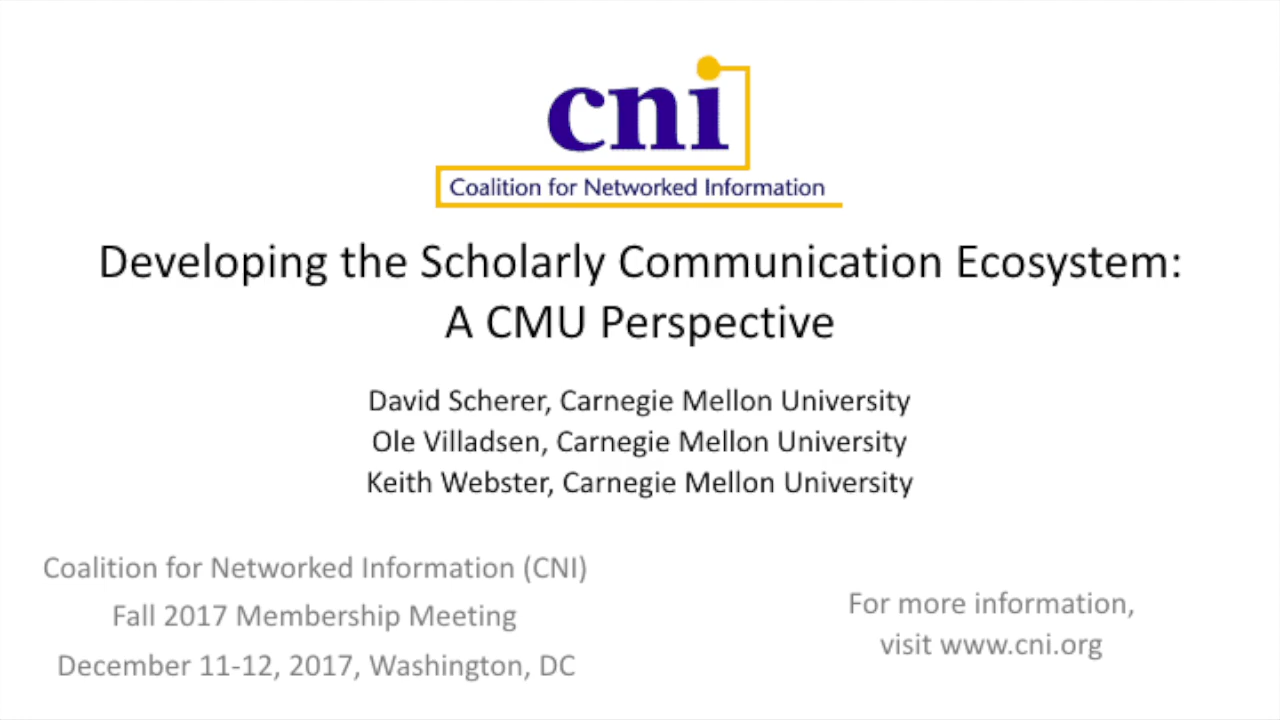 cni
Coalition for Networked Information
Developing the Scholarly Communication Ecosystem:
A CMU Perspective
David Scherer, Carnegie Mellon University
Ole Villadsen, Carnegie Mellon University
Keith Webster, Carnegie Mellon University
Coalition for Networked Information (CNI)
Fall 2017 Membership Meeting
December 11-12, 2017, Washington, DC
For more information,
visit www.cni.org